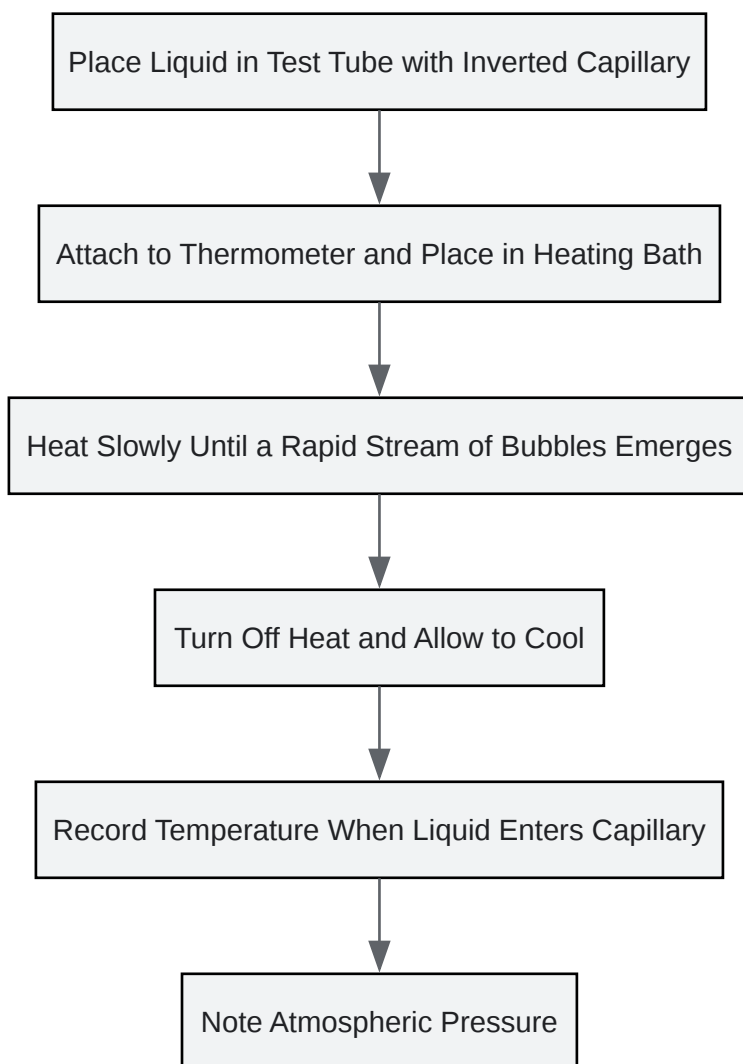 Place Liquid in Test Tube with Inverted Capillary
Attach to Thermometer and Place in Heating Bath
Heat Slowly Until a Rapid Stream of Bubbles Emerges
Turn Off Heat and Allow to Cool
Record Temperature When Liquid Enters Capillary
Note Atmospheric Pressure